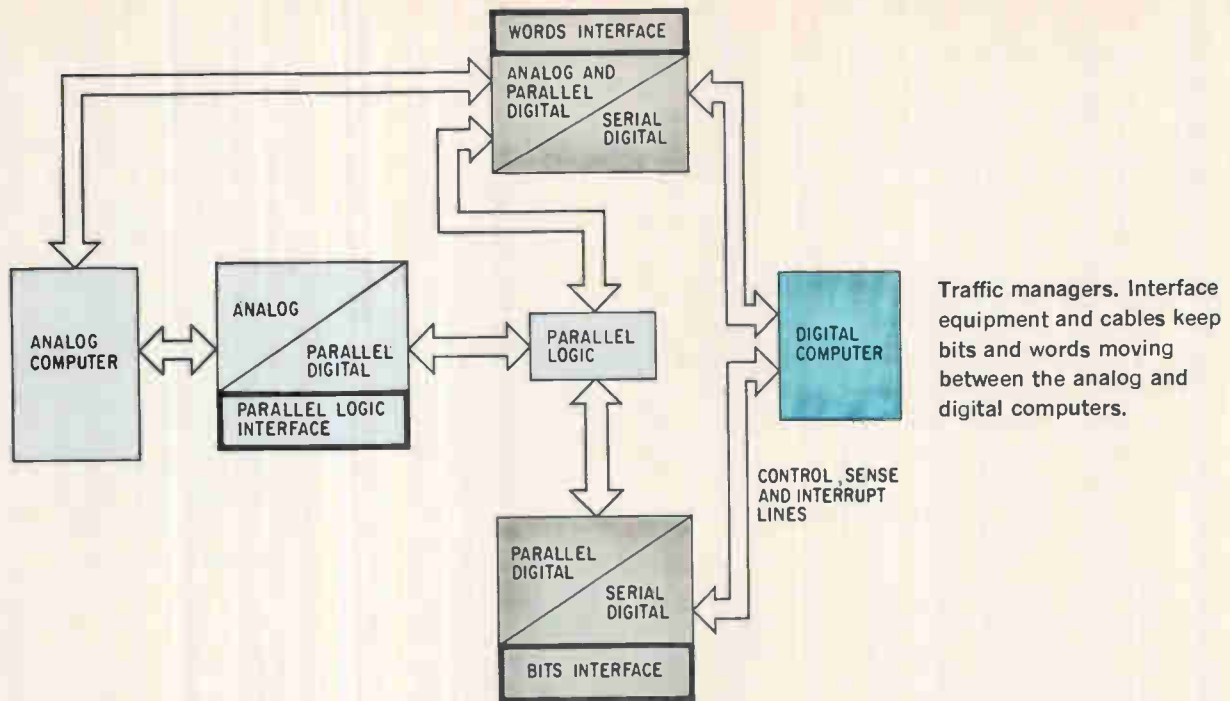 WORDS INTERFACE
ANALOG AND
PARALLEL
DIGITAL
SERIAL
DIGITAL
ANALOG
COMPUTER
ANALOG
PARALLEL
DIGITAL
PARALLEL LOGIC
INTERFACE
PARALLEL
LOGIC
DIGITAL
COMPUTER
Traffic managers. Interface
equipment and cables keep
bits and words moving
between the analog and
digital computers.
CONTROL, SENSE
AND INTERRUPT
LINES
PARALLEL
DIGITAL
SERIAL
DIGITAL
BITS INTERFACE